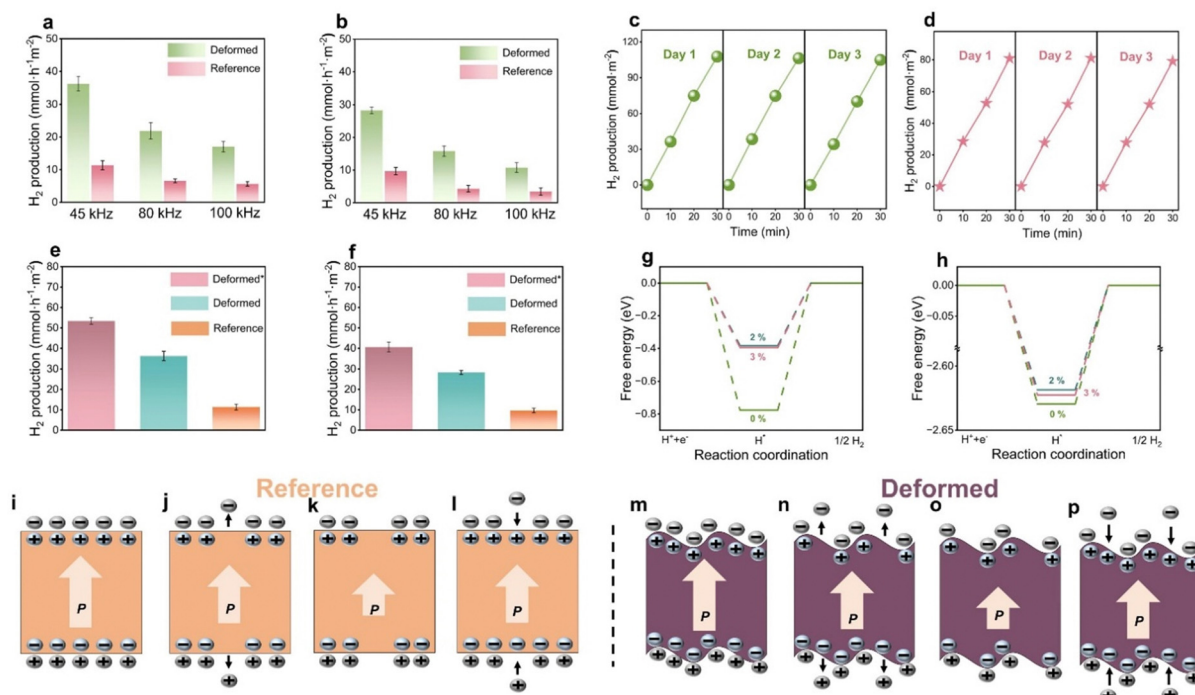 a
H₂ production (mmol·h⁻¹m⁻²)
50
40
30
20
10
0
Deformed
Reference
45 kHz 80 kHz 100 kHz
b
H₂ production (mmol·h⁻¹·m⁻²)
50
40
30
20
10
0
Deformed
Reference
45 kHz 80 kHz 100 kHz
c
H₂ production (mmol·m⁻²)
120
90
60
30
0
Day 1 Day 2 Day 3
0 10 20 30 0 10 20 30 0 10 20 30
Time (min)
d
H₂ production (mmol·m⁻²)
80
60
40
20
0
Day 1 Day 2 Day 3
0 10 20 30 0 10 20 30 0 10 20 30
Time (min)
e
H₂ production (mmol·h⁻¹·m⁻²)
80
70
60
50
40
30
20
10
0
Deformed*
Deformed
Reference
f
H₂ production (mmol·h⁻¹·m⁻²)
80
70
60
50
40
30
20
10
0
Deformed*
Deformed
Reference
g
Free energy (eV)
0.0
−0.2
−0.4
−0.6
−0.8
2 %
3 %
0 %
H⁺+e⁻ H* 1/2 H₂
Reaction coordination
h
Free energy (eV)
0.00
−0.05
−2.60
−2.65
2 %
3 %
0 %
H⁺+e⁻ H* 1/2 H₂
Reaction coordination
Reference
i j k l
P P P P
Deformed
m n o p
P P P P